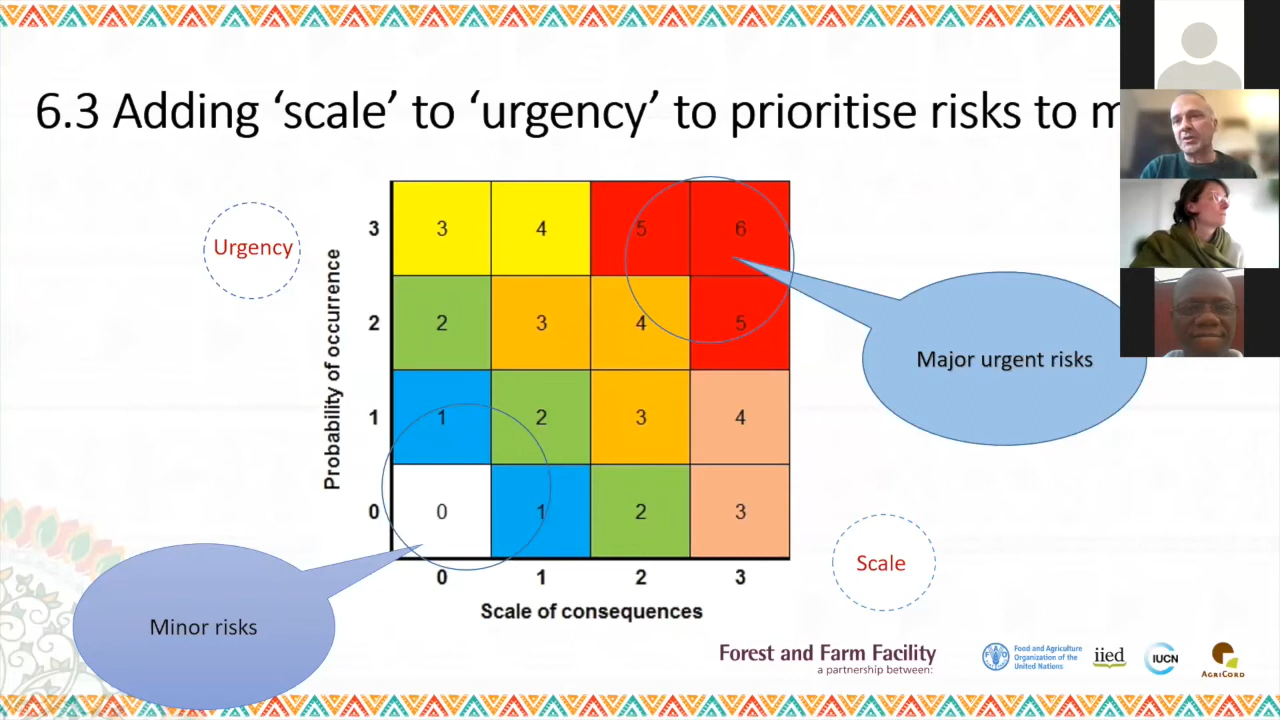 6.3 Adding ‘scale’ to ‘urgency’ to prioritise risks to m
Urgency
Probability of occurrence
3
3 4 5 6
2
2 3 4 5
1
1 2 3 4
0
0 1 2 3
0 1 2 3
Scale of consequences
Major urgent risks
Scale
Minor risks
Forest and Farm Facility
a partnership between:
Food and Agriculture
Organization of the
United Nations
iied
IUCN
AGRICORD